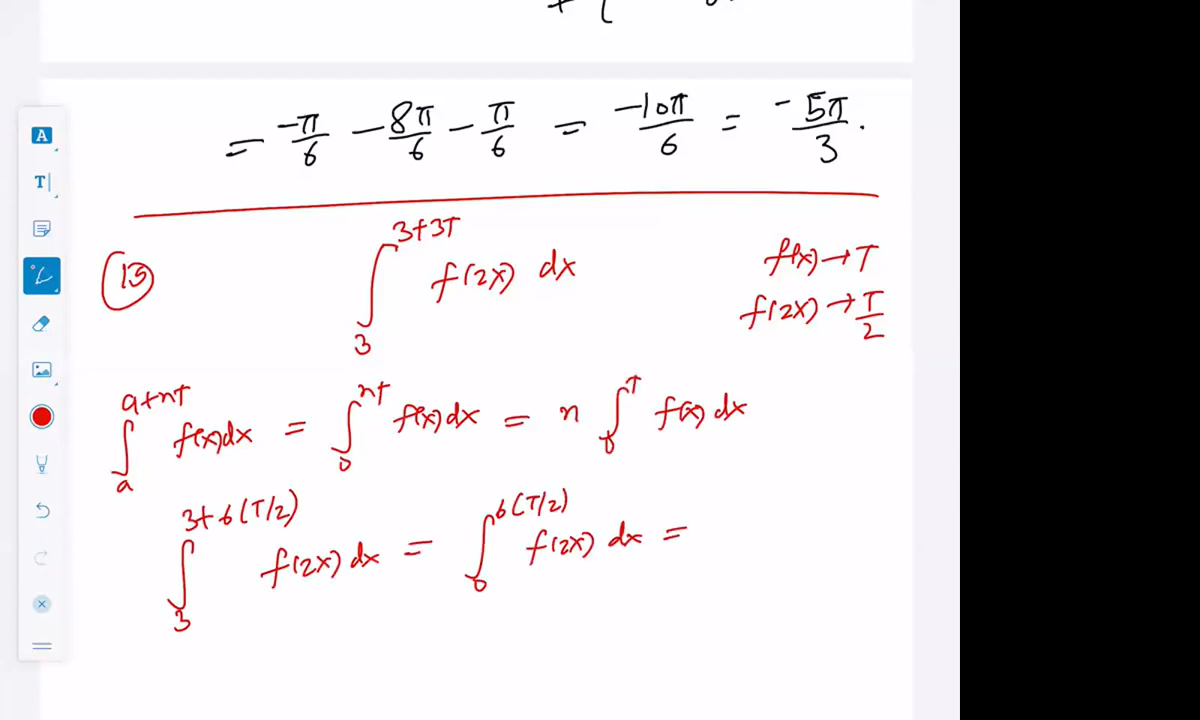 = -π/6 - 8π/6 - π/6 = -10π/6 = -5π/3.
(15) ∫_3^{3+3T} f(2x) dx f(x) → T
f(2x) → T/2
∫_a^{a+nT} f(x)dx = ∫_0^{nT} f(x)dx = n ∫_0^T f(x)dx
∫_3^{3+6(T/2)} f(2x)dx = ∫_0^{6(T/2)} f(2x) dx =